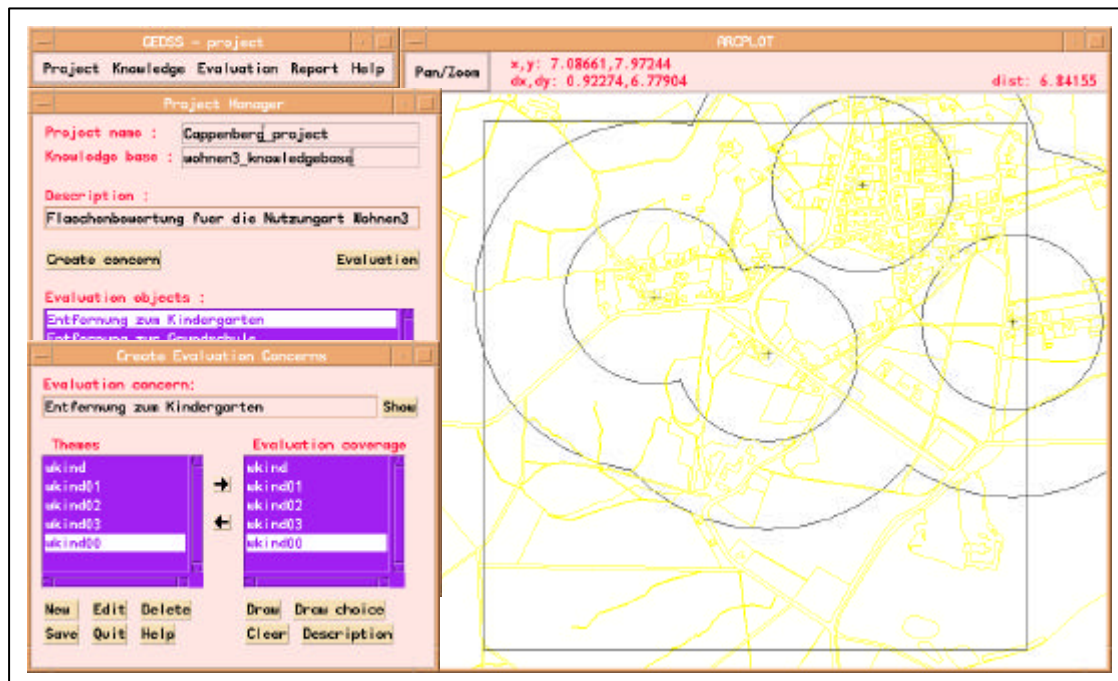 GEDSS - project
Project Knowledge Evaluation Report Help
Project Manager
Project name : Cappenberg_project
Knowledge base : wohnen3_knowledgebase
Description :
Flaechenbewertung fuer die Nutzungart Wohnen3
Create concern Evaluation
Evaluation objects :
Entfernung zum Kindergarten
Entfernung zur Grundschule
Create Evaluation Concerns
Evaluation concern:
Entfernung zum Kindergarten Show
Themes Evaluation coverage
wkind wkind
wkind01 wkind01
wkind02 wkind02
wkind03 wkind03
wkind00 wkind00
New Edit Delete Draw Draw choice
Save Quit Help Clear Description
ARCPLOT
Pan/Zoom
x,y: 7.08661,7.97244
dx,dy: 0.92274,6.77904 dist: 6.84155